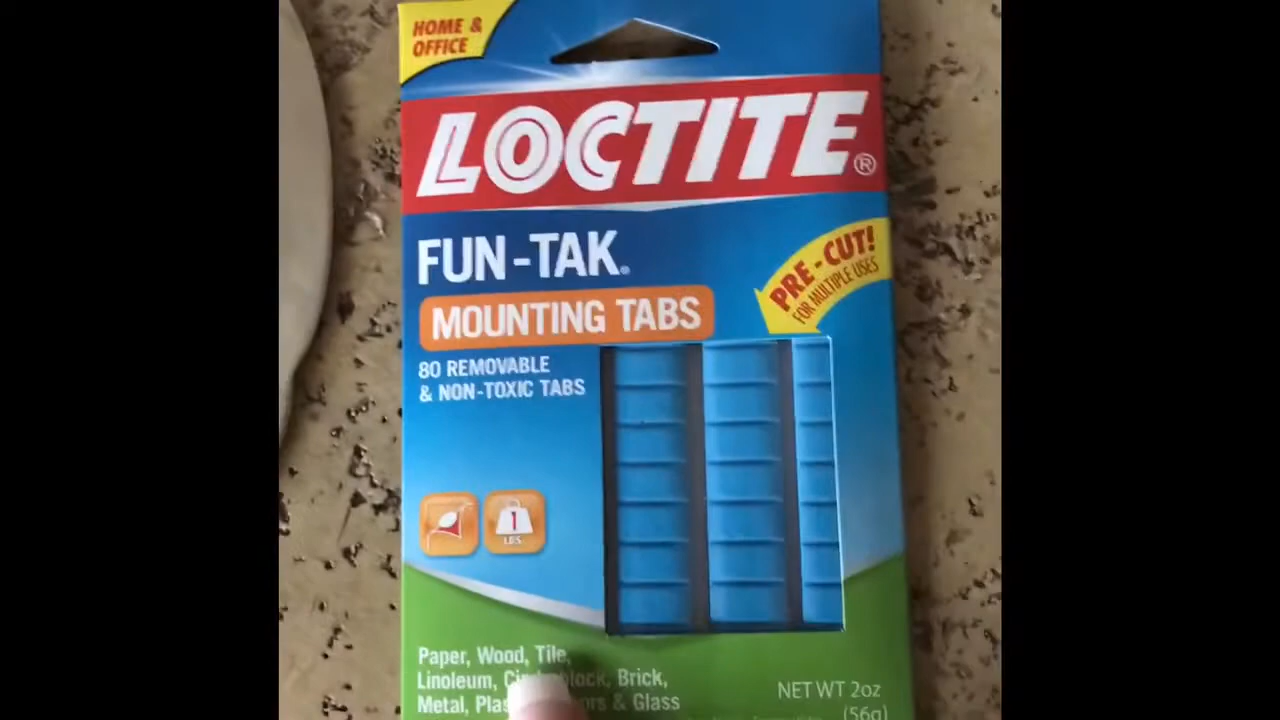 HOME &
OFFICE
LOCTITE®
FUN-TAK®
MOUNTING TABS
PRE-CUT!
FOR MULTIPLE USES
80 REMOVABLE
& NON-TOXIC TABS
1
LBS
Paper, Wood, Tile,
Linoleum, Brick,
Metal, & Glass
NET WT 2oz
(56g)